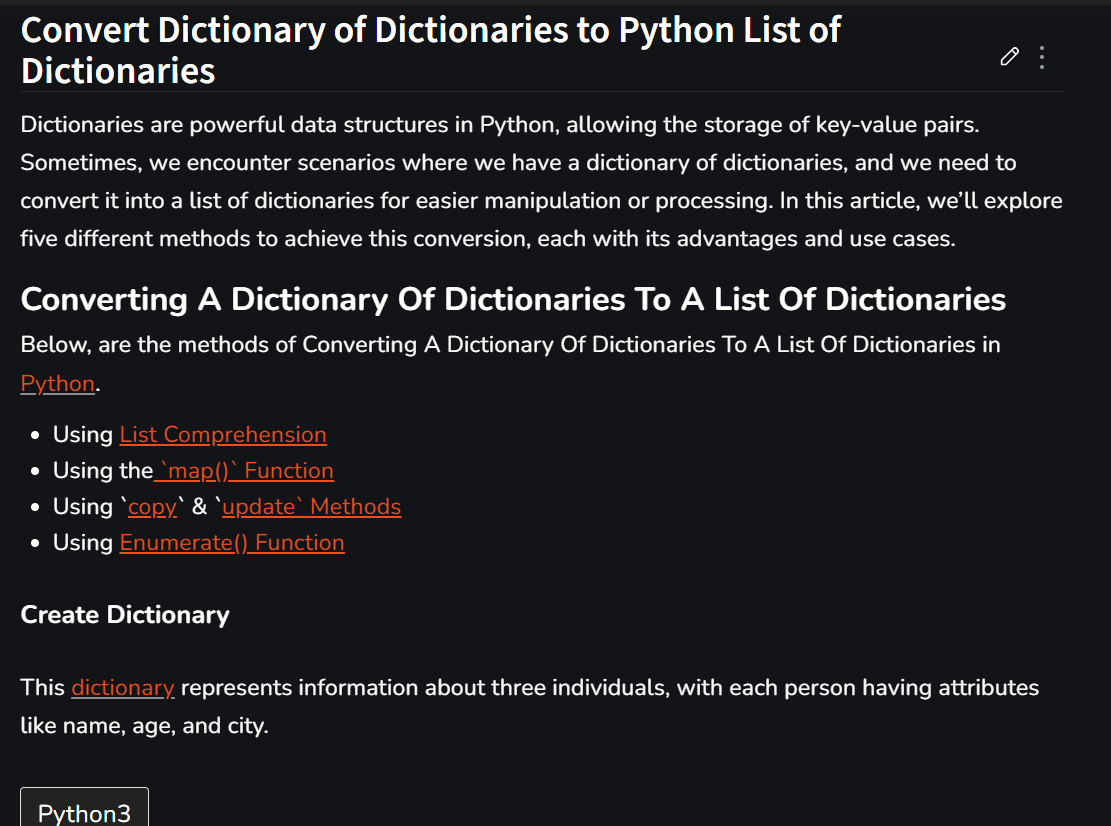 Convert Dictionary of Dictionaries to Python List of
Dictionaries
Dictionaries are powerful data structures in Python, allowing the storage of key-value pairs.
Sometimes, we encounter scenarios where we have a dictionary of dictionaries, and we need to
convert it into a list of dictionaries for easier manipulation or processing. In this article, we’ll explore
five different methods to achieve this conversion, each with its advantages and use cases.
Converting A Dictionary Of Dictionaries To A List Of Dictionaries
Below, are the methods of Converting A Dictionary Of Dictionaries To A List Of Dictionaries in
Python.
• Using List Comprehension
• Using the `map()` Function
• Using `copy` & `update` Methods
• Using Enumerate() Function
Create Dictionary
This dictionary represents information about three individuals, with each person having attributes
like name, age, and city.
Python3